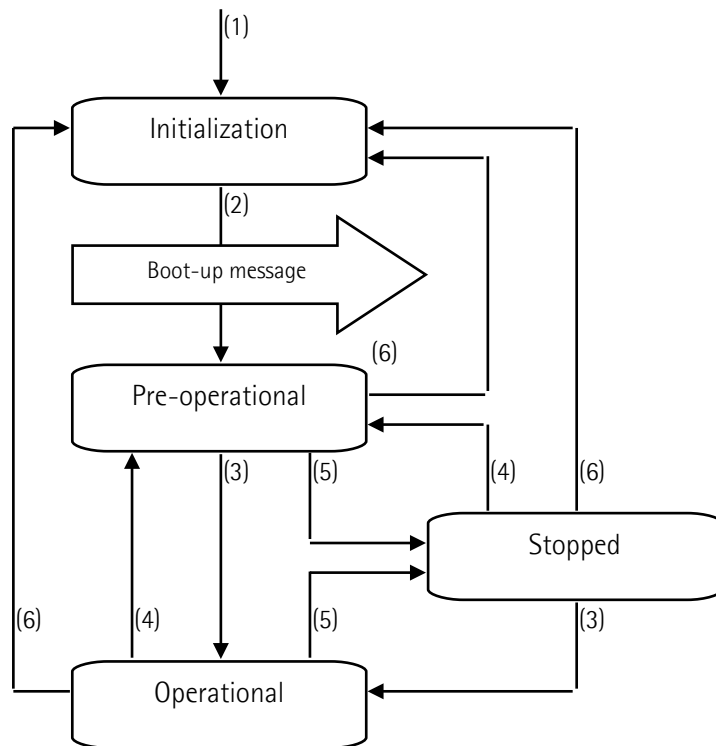 (1)
Initialization
(2)
Boot-up message
(6)
Pre-operational
(3)
(5)
(4)
(6)
Stopped
(6)
(4)
(5)
(3)
Operational